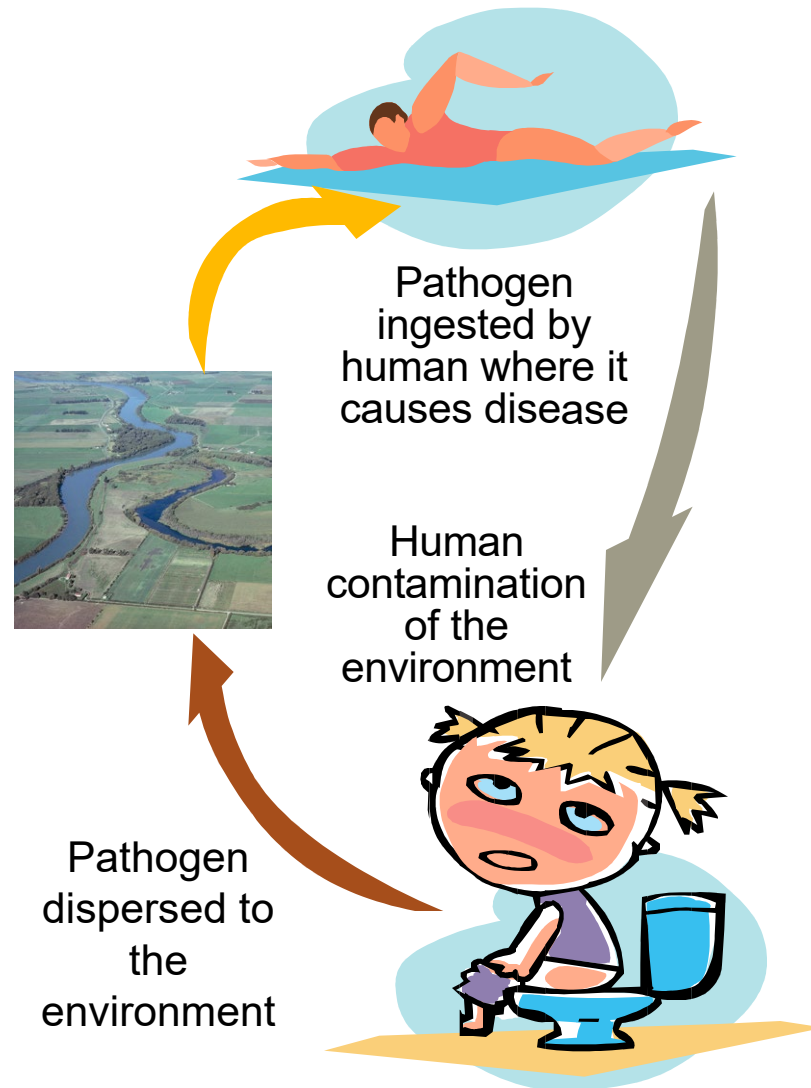 Pathogen
ingested by
human where it
causes disease
Human
contamination
of the
environment
Pathogen
dispersed to
the
environment